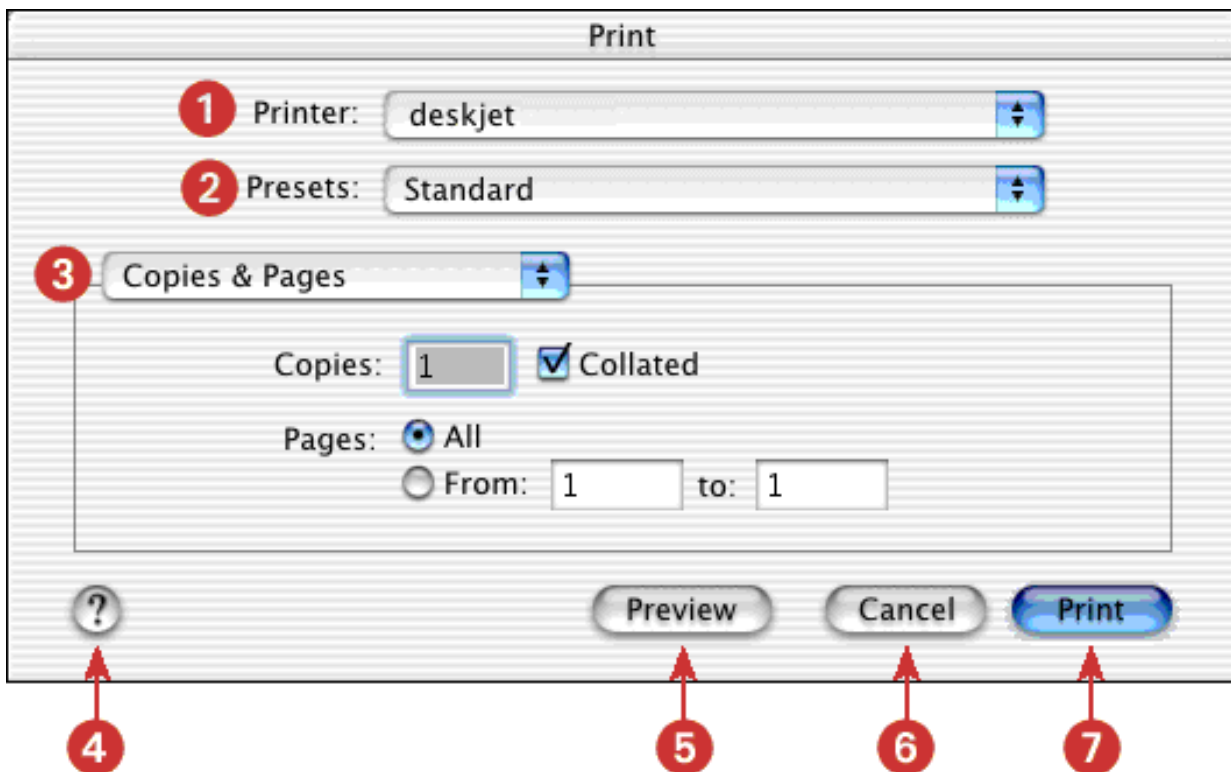 Print
1 Printer: deskjet
2 Presets: Standard
3 Copies & Pages
Copies: 1 Collated
Pages: All
From: 1 to: 1
? Preview Cancel Print
4 5 6 7